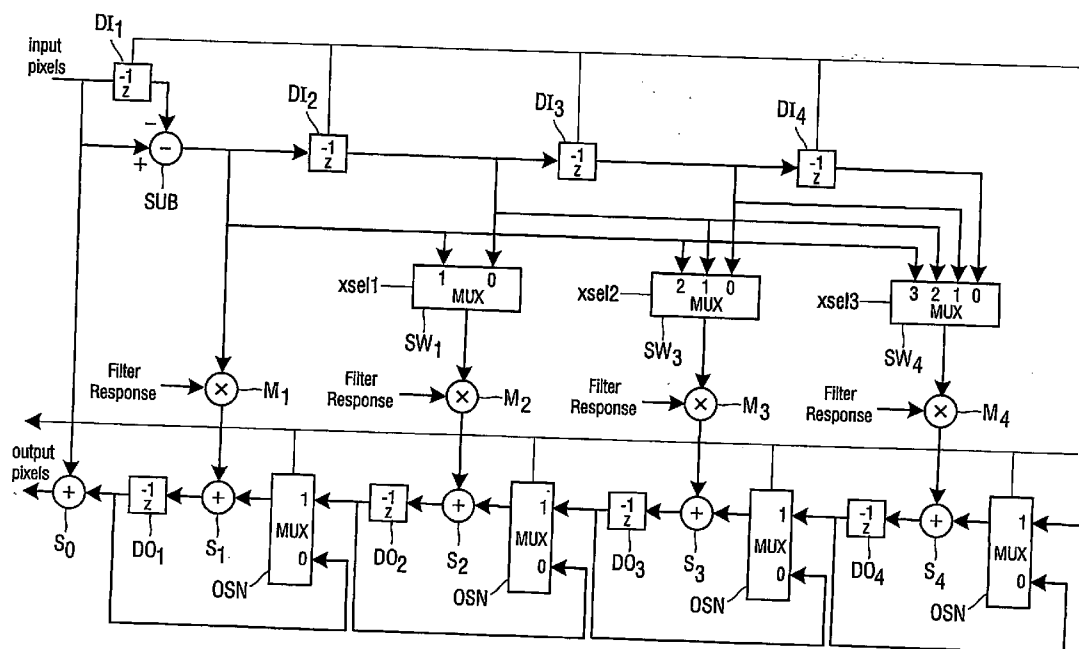 DI1
input
pixels
-1
z
DI2
-1
z
DI3
-1
z
DI4
-1
z
−
−
+
SUB
xsel1
1 0
MUX
SW1
xsel2
2 1 0
MUX
SW3
xsel3
3 2 1 0
MUX
SW4
Filter
Response
×
M1
Filter
Response
×
M2
Filter
Response
×
M3
Filter
Response
×
M4
output
pixels
+
S0
-1
z
DO1
+
S1
1
MUX
0
OSN
-1
z
DO2
+
S2
1
MUX
0
OSN
-1
z
DO3
+
S3
1
MUX
0
OSN
-1
z
DO4
+
S4
1
MUX
0
OSN